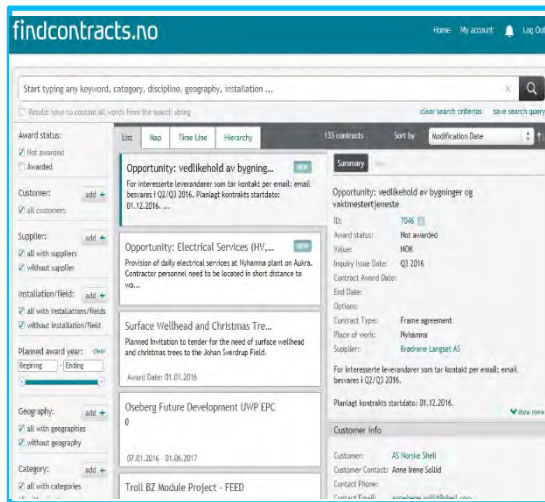 findcontracts.no
Home My account Log Out
Start typing any keyword, category, discipline, geography, installation ...
Results have to contain all words from the search string
clear search criterias save search query
Award status:
Not awarded
Awarded
Customer: add +
all customers
Supplier: add +
all with suppliers
without supplier
Installation/field: add +
all with installations/fields
without installation/field
Planned award year: clear
Begining - Ending
Geography: add +
all with geographies
without geography
Category: add +
all with categories
List Map Time Line Hierarchy
135 contracts Sort by Modification Date
Opportunity: vedlikehold av bygning... NEW
For interesserte leverandører som tar kontakt per email; email
besvares i Q2/Q3 2016. Planlagt kontrakts startdato:
01.12.2016. ...
Opportunity: Electrical Services (HV,... NEW
Provision of daily electrical services at Nyhamna plant on Aukra.
Contractor personnel need to be located in short distance to
wo...
Surface Wellhead and Christmas Tre...
Planned Invitation to tender for the need of surface wellhead
and christmas trees to the Johan Sverdrup Field.
Award Date: 01.01.2016
Oseberg Future Development UWP EPC
0
07.01.2016 - 01.06.2017
Troll BZ Module Project - FEED
Summary
Opportunity: vedlikehold av bygninger og
vaktmestertjeneste
ID: 7046
Award status: Not awarded
Value: NOK
Inquiry Issue Date: Q3 2016
Contract Award Date:
End Date:
Options:
Contract Type: Frame agreement
Place of work: Nyhamna
Supplier: Brødrene Langset AS
For interesserte leverandører som tar kontakt per email; email
besvares i Q2/Q3 2016.
Planlagt kontrakts startdato: 01.12.2016.
show more
Customer Info
Customer: AS Norske Shell
Customer Contact: Anne Irene Sollid
Contact Phone:
Contact Email: